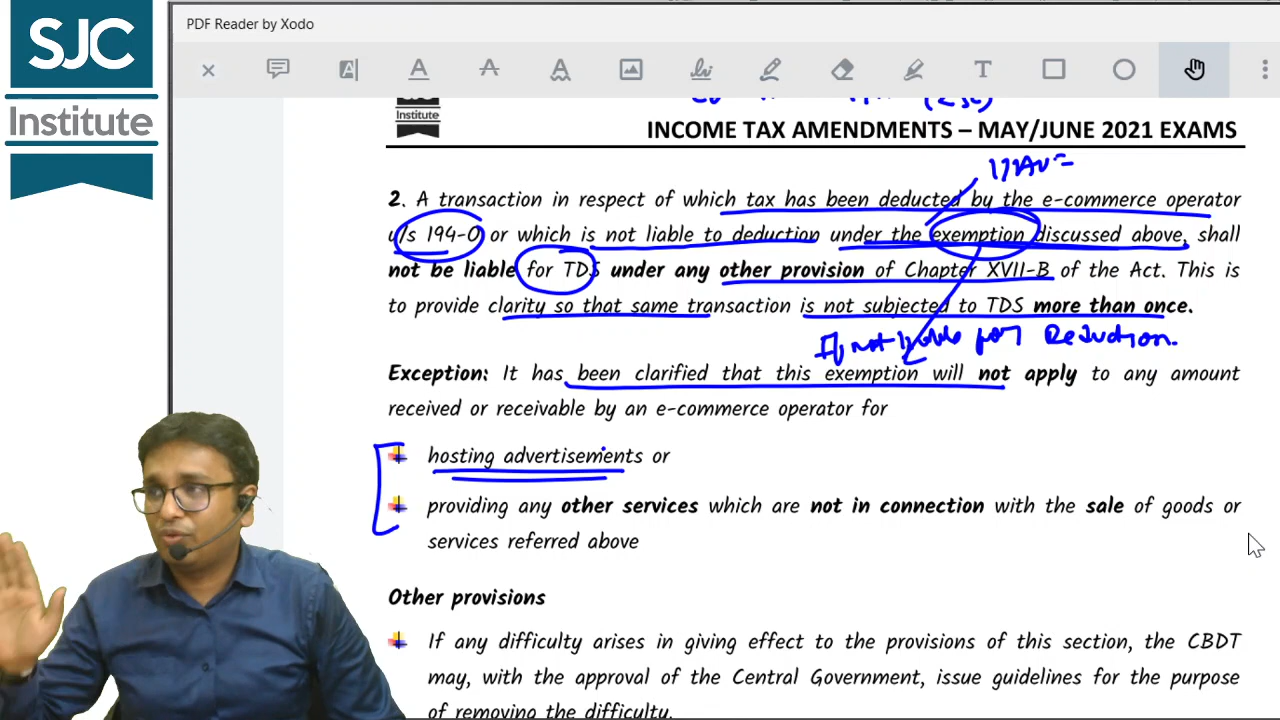 SJC
Institute
PDF Reader by Xodo
T
Institute
INCOME TAX AMENDMENTS – MAY/JUNE 2021 EXAMS
2. A transaction in respect of which tax has been deducted by the e-commerce operator
u/s 194-O or which is not liable to deduction under the exemption discussed above, shall
not be liable for TDS under any other provision of Chapter XVII-B of the Act. This is
to provide clarity so that same transaction is not subjected to TDS more than once.
If not liable for Deduction.
Exception: It has been clarified that this exemption will not apply to any amount
received or receivable by an e-commerce operator for
hosting advertisements or
providing any other services which are not in connection with the sale of goods or
services referred above
Other provisions
If any difficulty arises in giving effect to the provisions of this section, the CBDT
may, with the approval of the Central Government, issue guidelines for the purpose
of removing the difficulty.